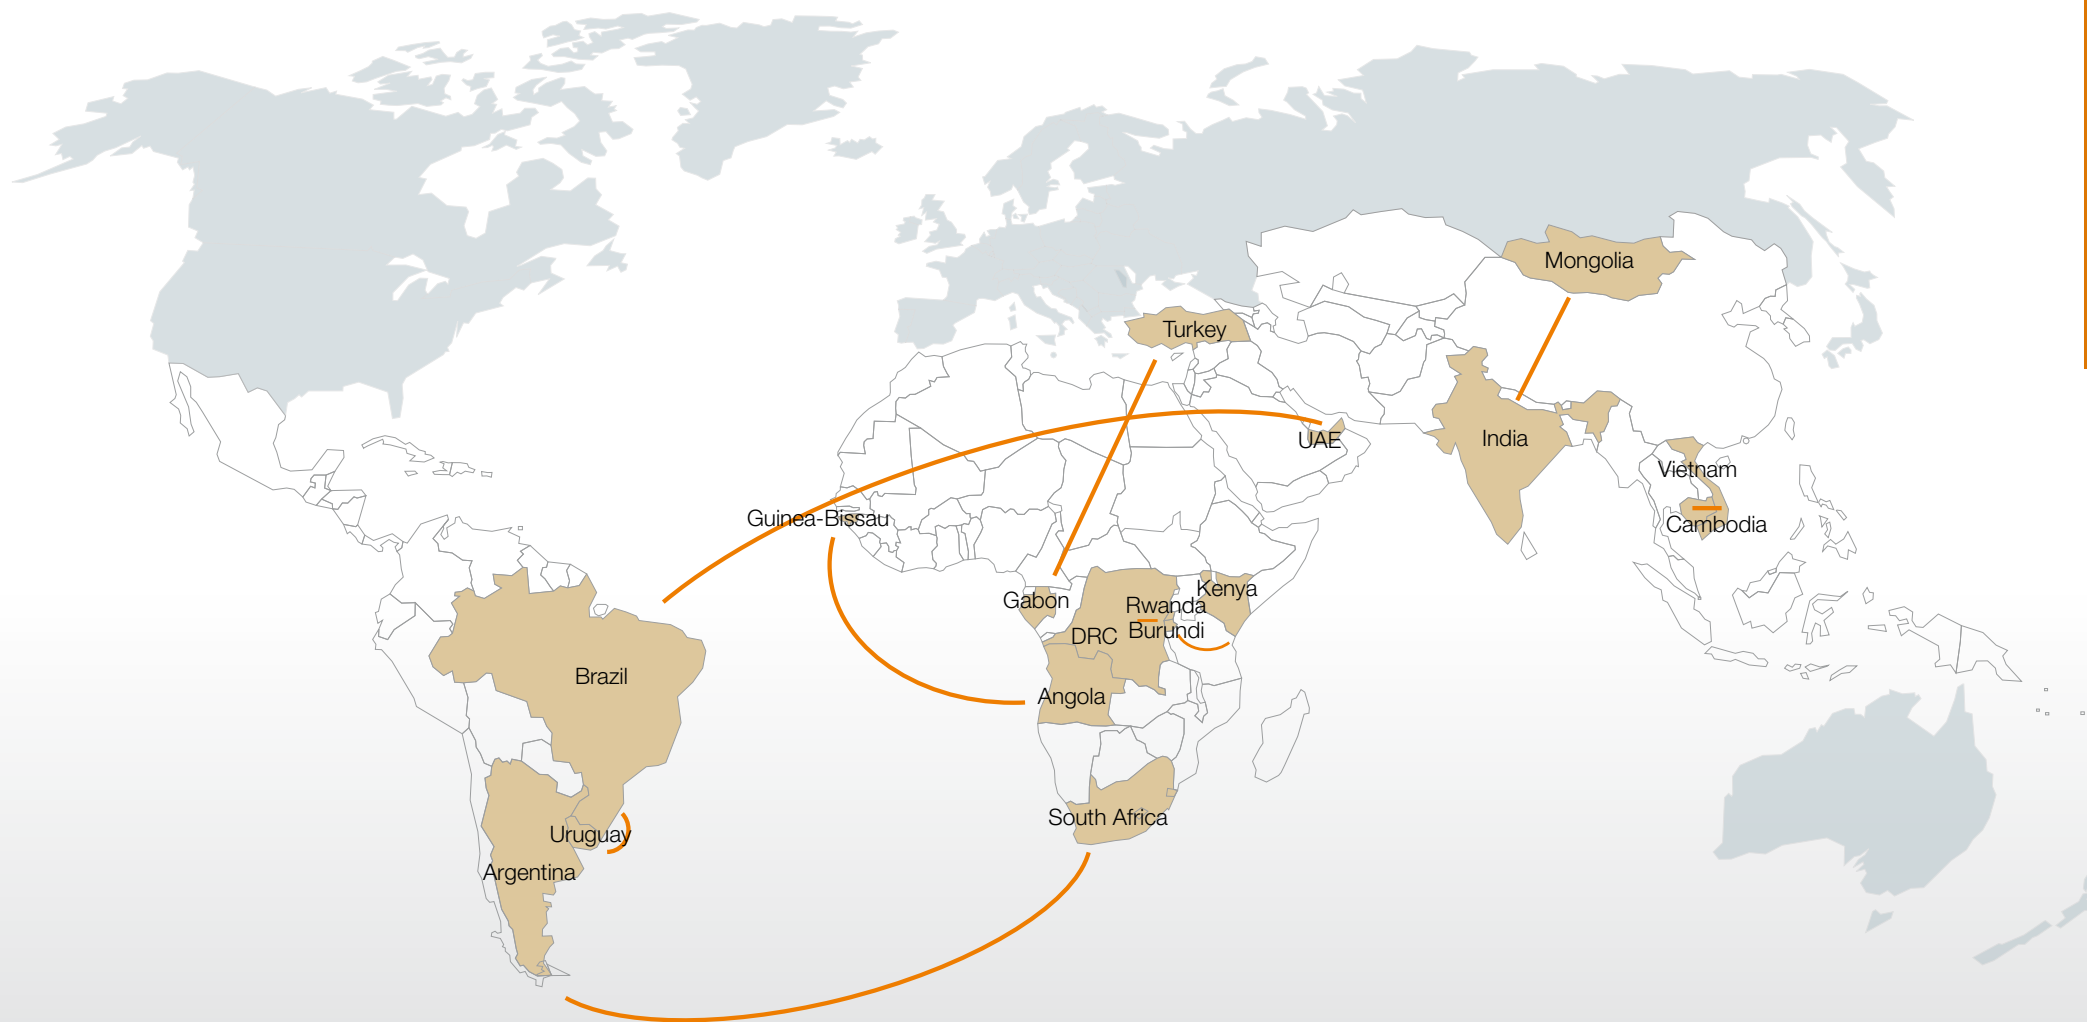 Mongolia
Turkey
India
UAE
Vietnam
Guinea-Bissau
Cambodia
Kenya
Gabon
Rwanda
Burundi
DRC
Brazil
Angola
South Africa
Uruguay
Argentina